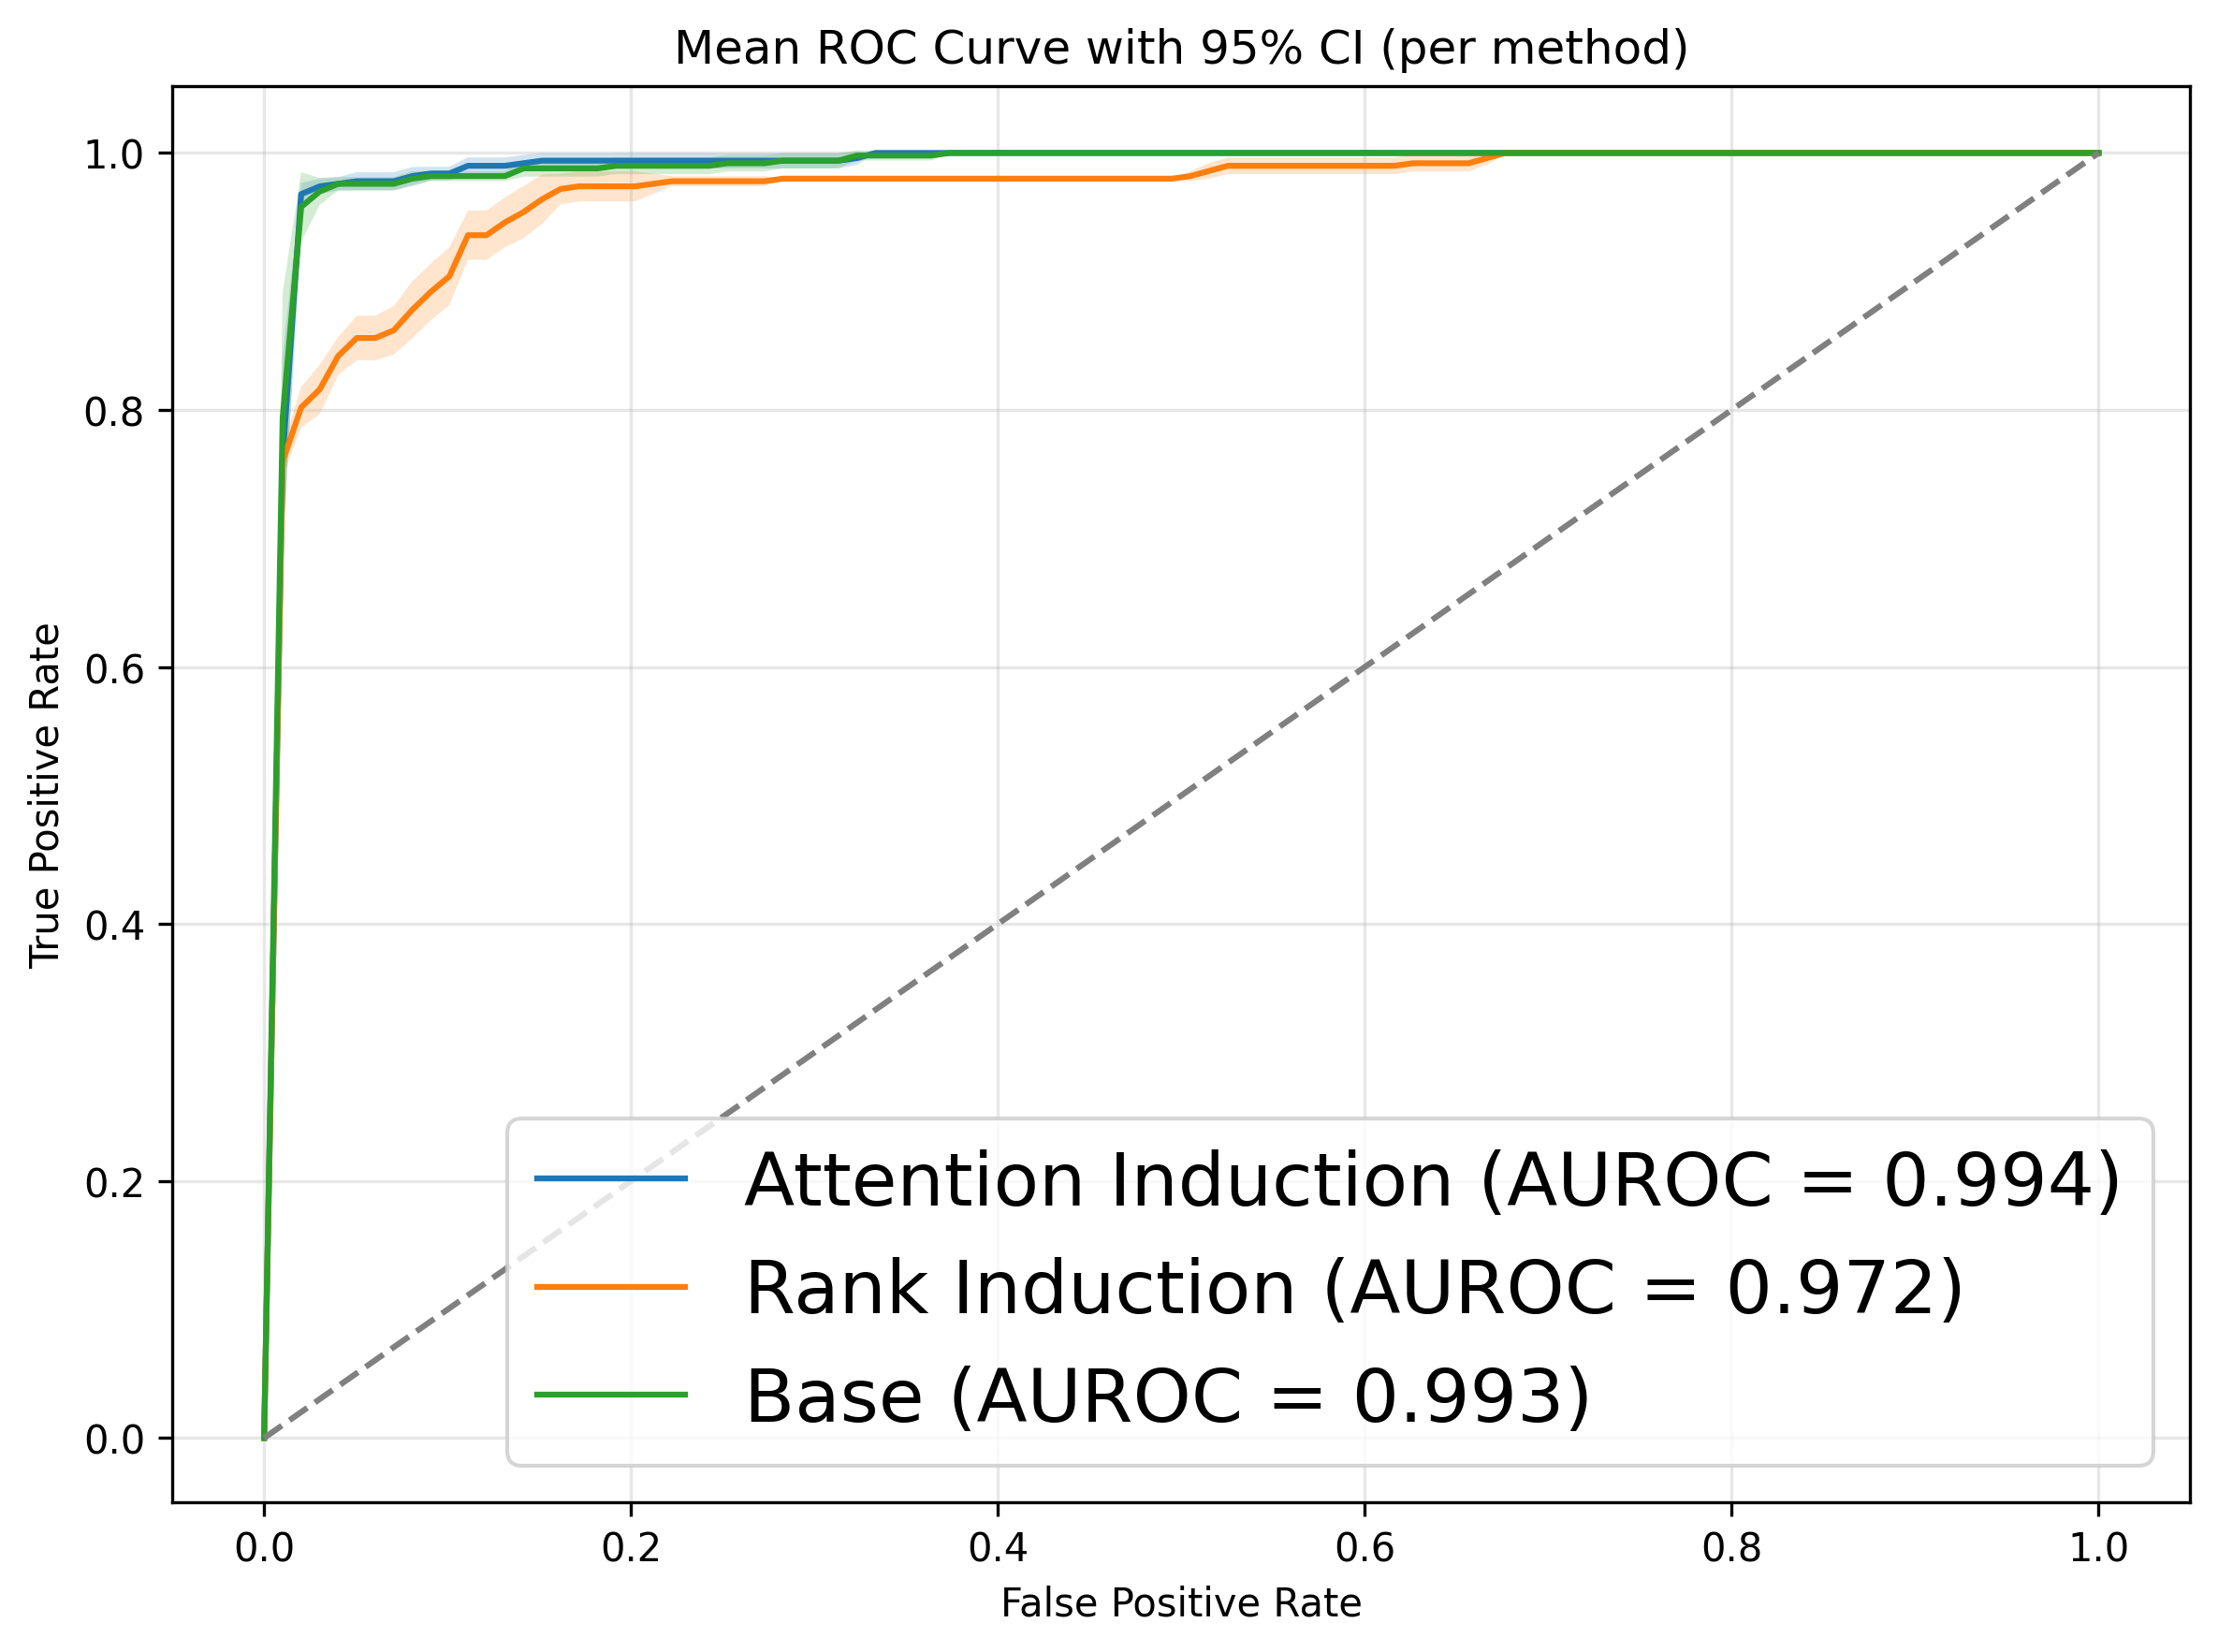 Mean ROC Curve with 95% CI (per method)
1.0
0.8
0.6
0.4
0.2
0.0
True Positive Rate
Attention Induction (AUROC = 0.994)
Rank Induction (AUROC = 0.972)
Base (AUROC = 0.993)
0.0 0.2 0.4 0.6 0.8 1.0
False Positive Rate